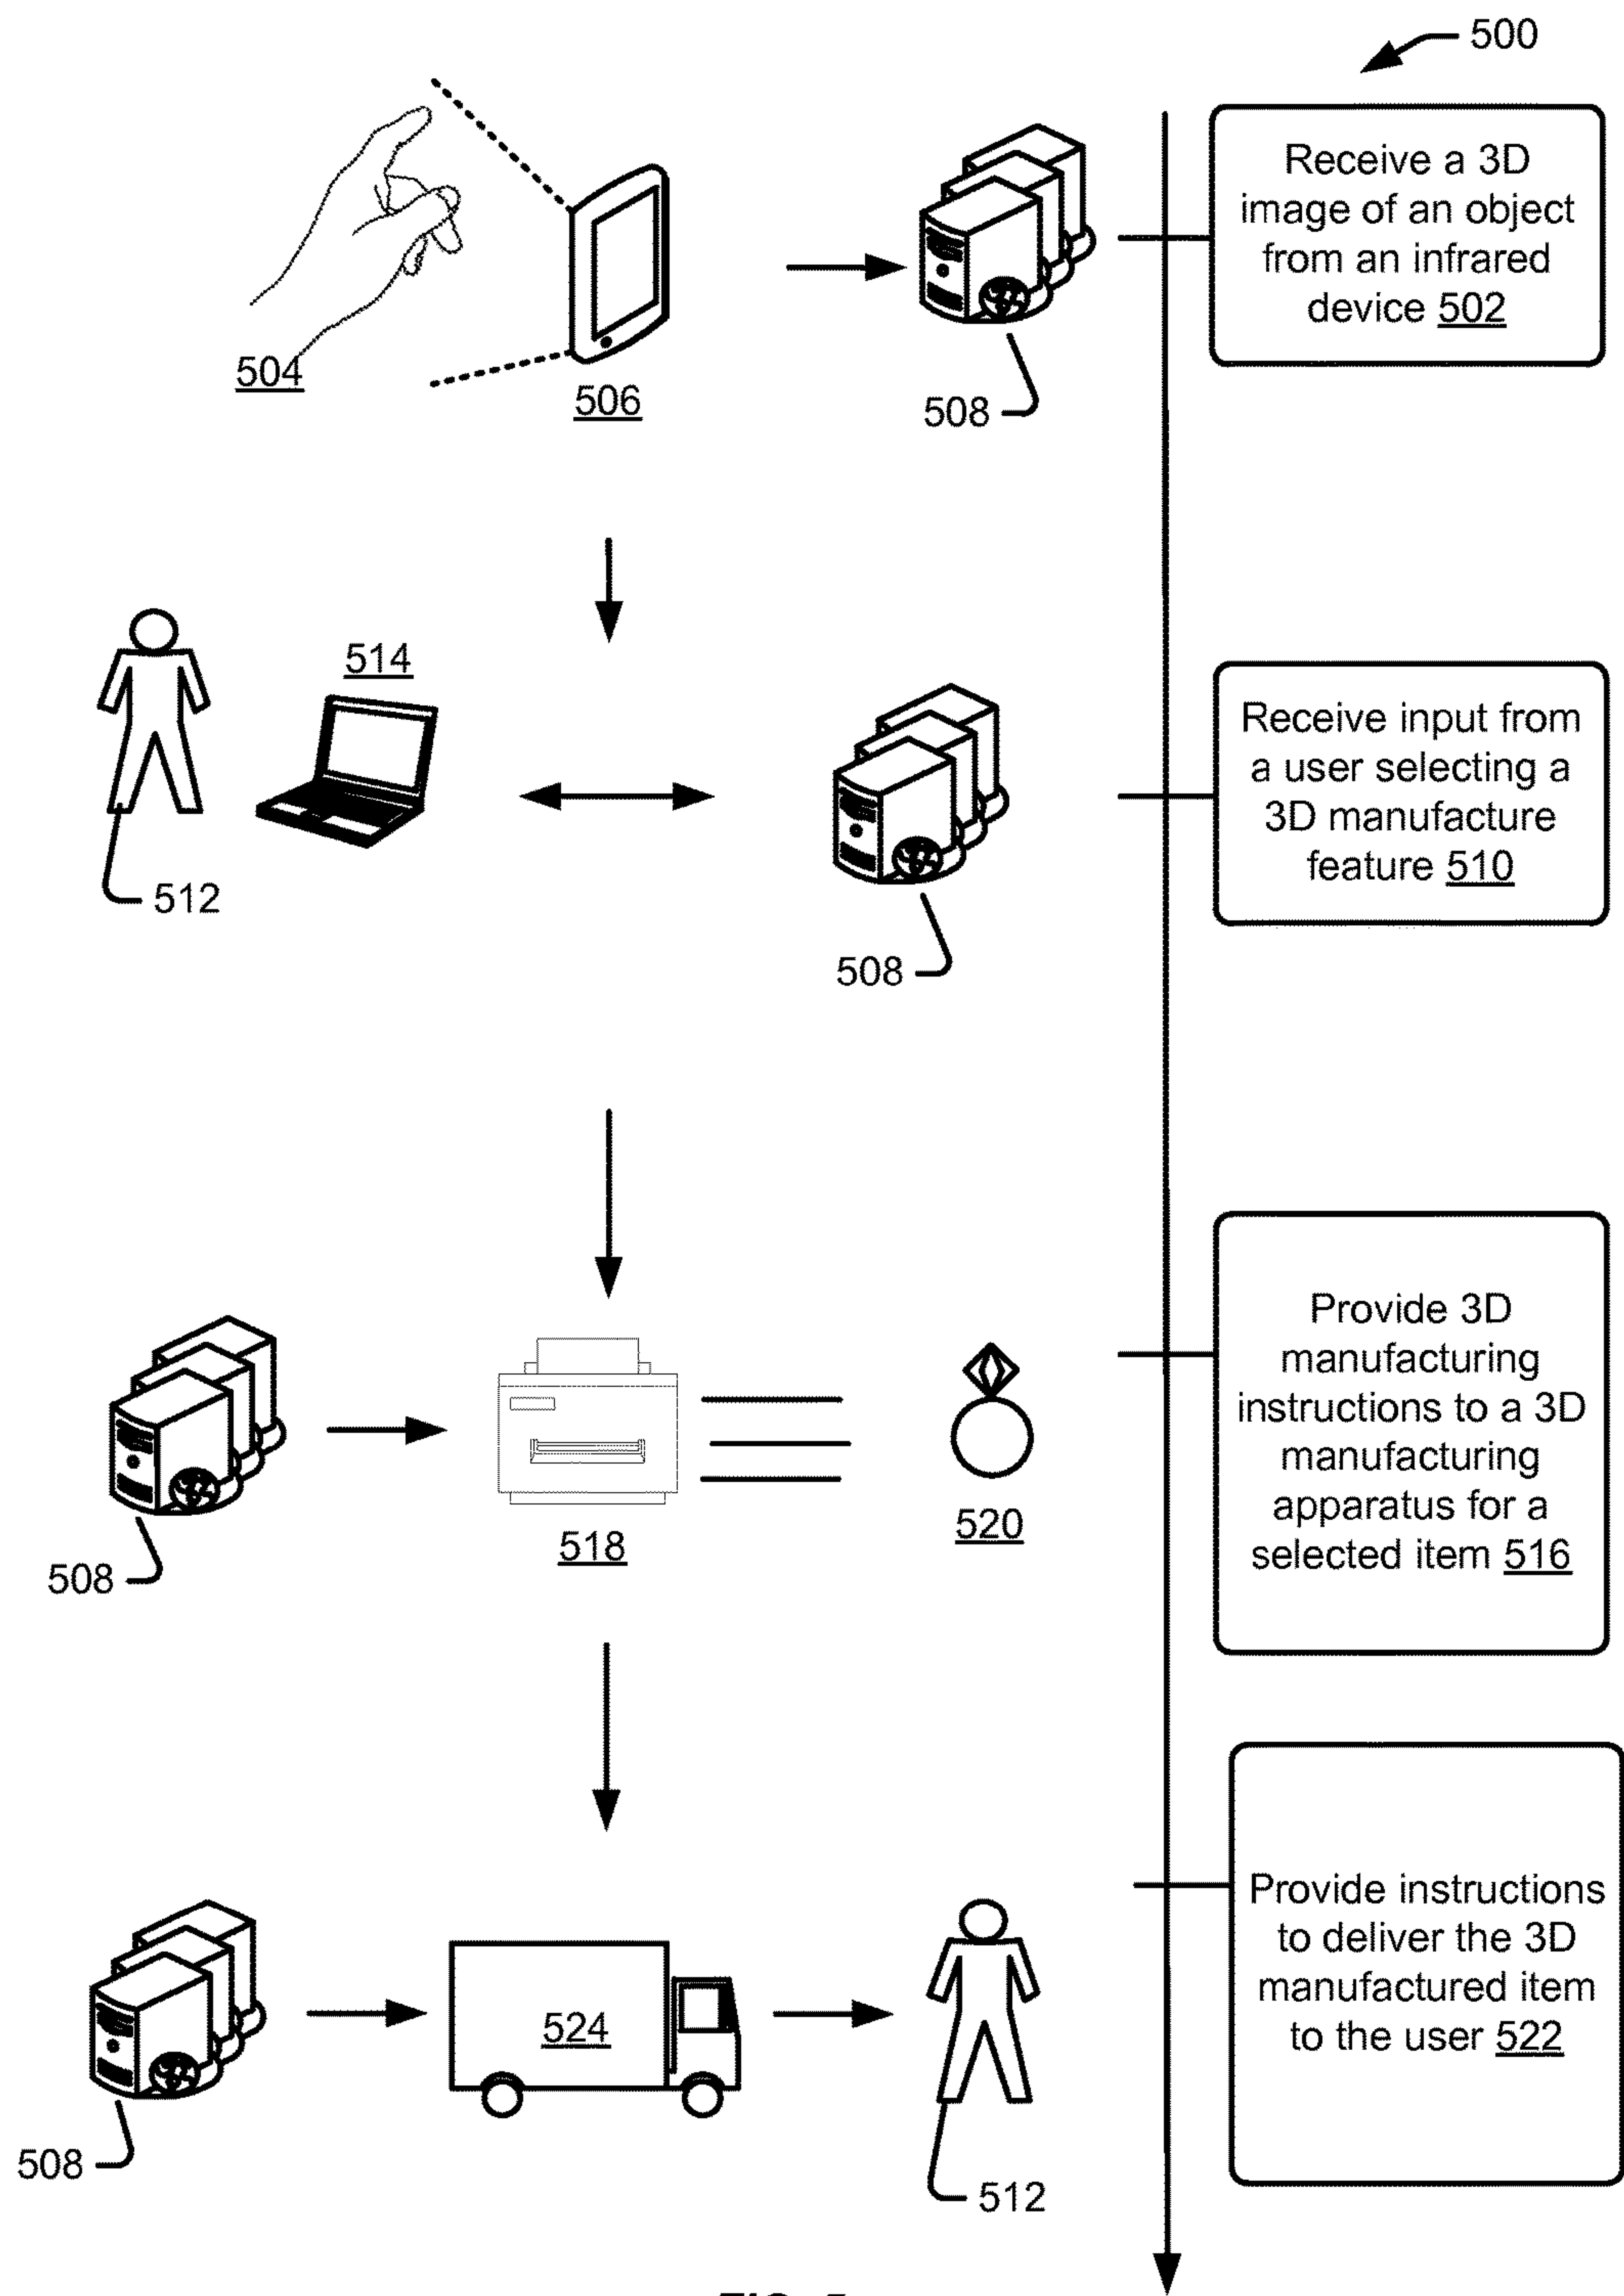 500
Receive a 3D
image of an object
from an infrared
device 502
504
506
508
514
512
508
Receive input from
a user selecting a
3D manufacture
feature 510
508
518
520
Provide 3D
manufacturing
instructions to a 3D
manufacturing
apparatus for a
selected item 516
508
524
512
Provide instructions
to deliver the 3D
manufactured item
to the user 522